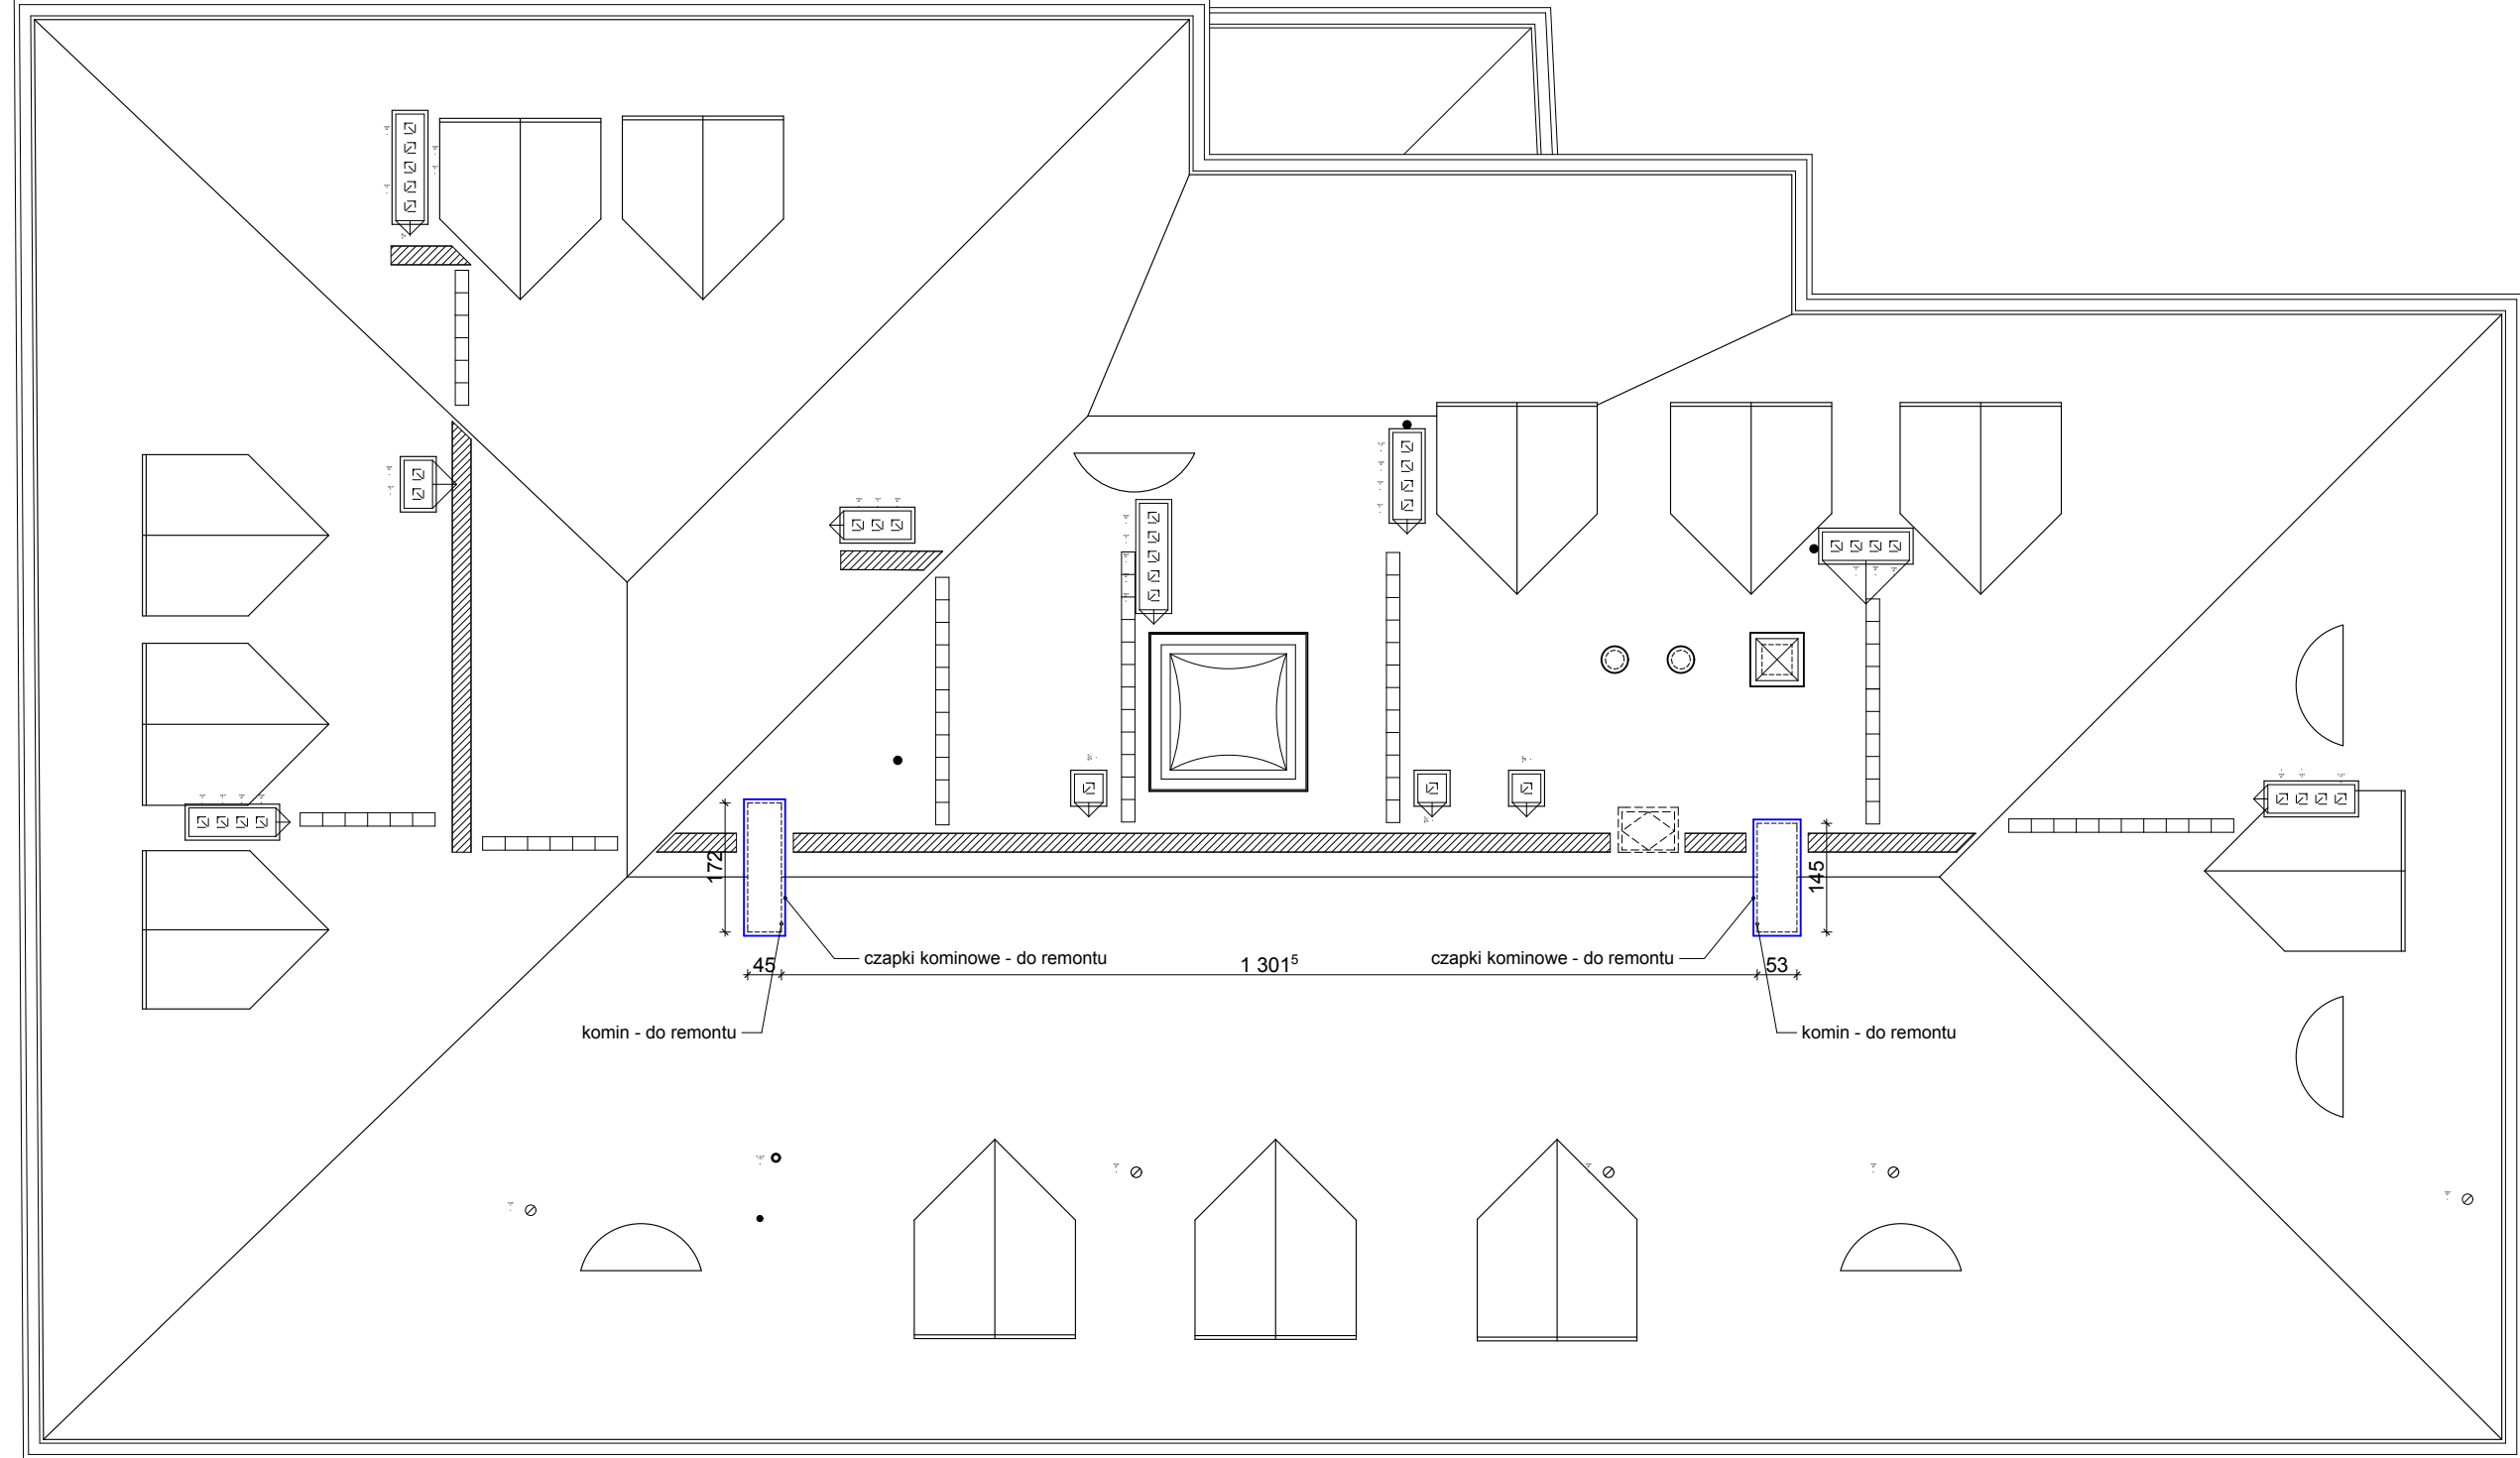 172
145
czapki kominowe - do remontu
czapki kominowe - do remontu
45
1 301⁵
53
komin - do remontu
komin - do remontu